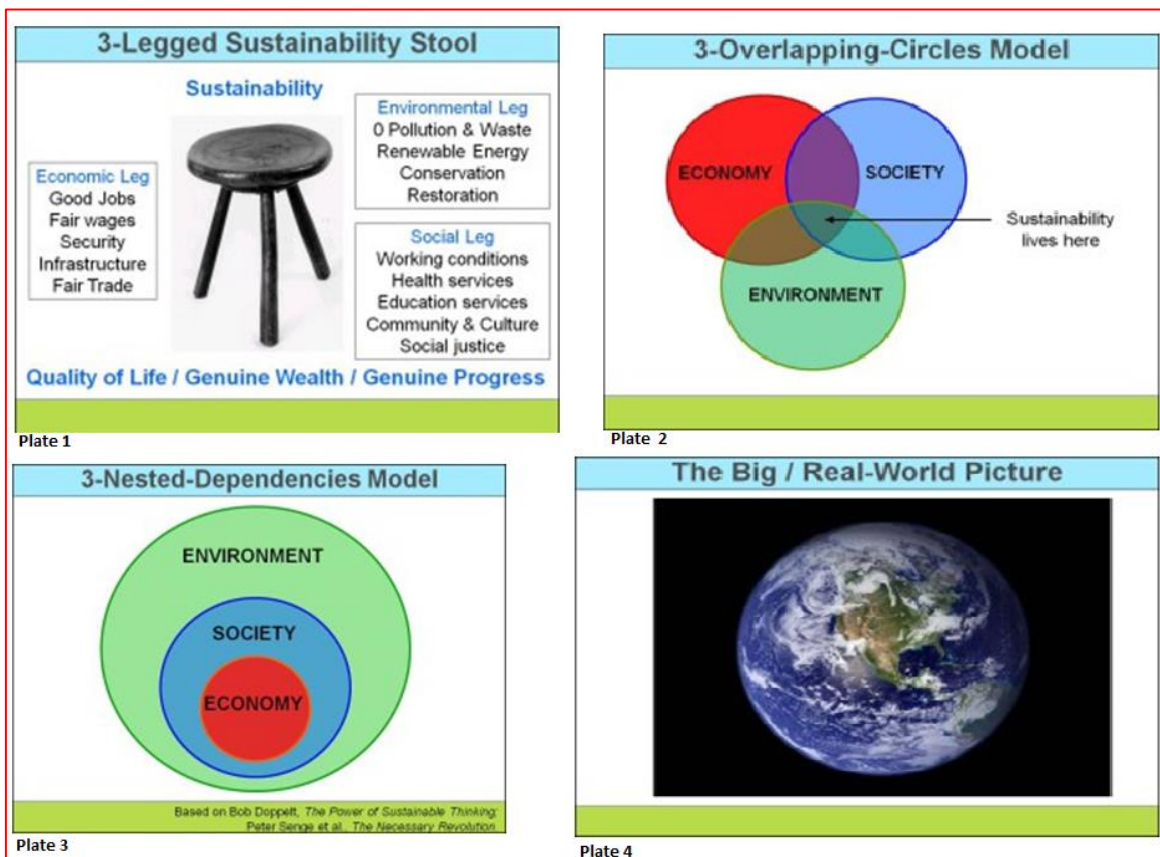 3-Legged Sustainability Stool
Sustainability
Economic Leg
Good Jobs
Fair wages
Security
Infrastructure
Fair Trade
Environmental Leg
0 Pollution & Waste
Renewable Energy
Conservation
Restoration
Social Leg
Working conditions
Health services
Education services
Community & Culture
Social justice
Quality of Life / Genuine Wealth / Genuine Progress
Plate 1
3-Overlapping-Circles Model
ECONOMY
SOCIETY
Sustainability
lives here
ENVIRONMENT
Plate 2
3-Nested-Dependencies Model
ENVIRONMENT
SOCIETY
ECONOMY
Based on Bob Doppelt, The Power of Sustainable Thinking;
Peter Senge et al., The Necessary Revolution.
Plate 3
The Big / Real-World Picture
Plate 4